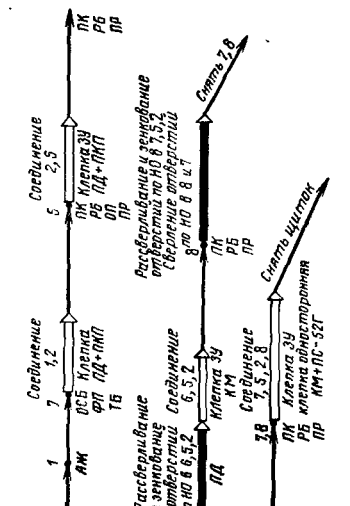 ПК
РБ
ПР
Соединение
2,5
Клепка ЗУ
ПД+ПКП
5
ПК
РБ
ОП
ПР
Соединение
1,2
Клепка
ПД+ПКП
7
ОСБ
ФП
ТБ
1
АЖ
Снять 7,8
Рассверливание и зенкование
отверстий по НО в 7,5,2
Сверление отверстий
по НО в 8 и 7
8
ПК
РБ
ПР
Соединение
6,5,2
Клепка ЗУ
КМ
Рассверливание
зенкование
отверстий
по НО в 6,5,2
ПД
Снять щиток
Соединение
7,5,2,8
Клепка ЗУ
клепка односторонняя
КМ+ПС-52Г
7,8
ПК
РБ
ПР